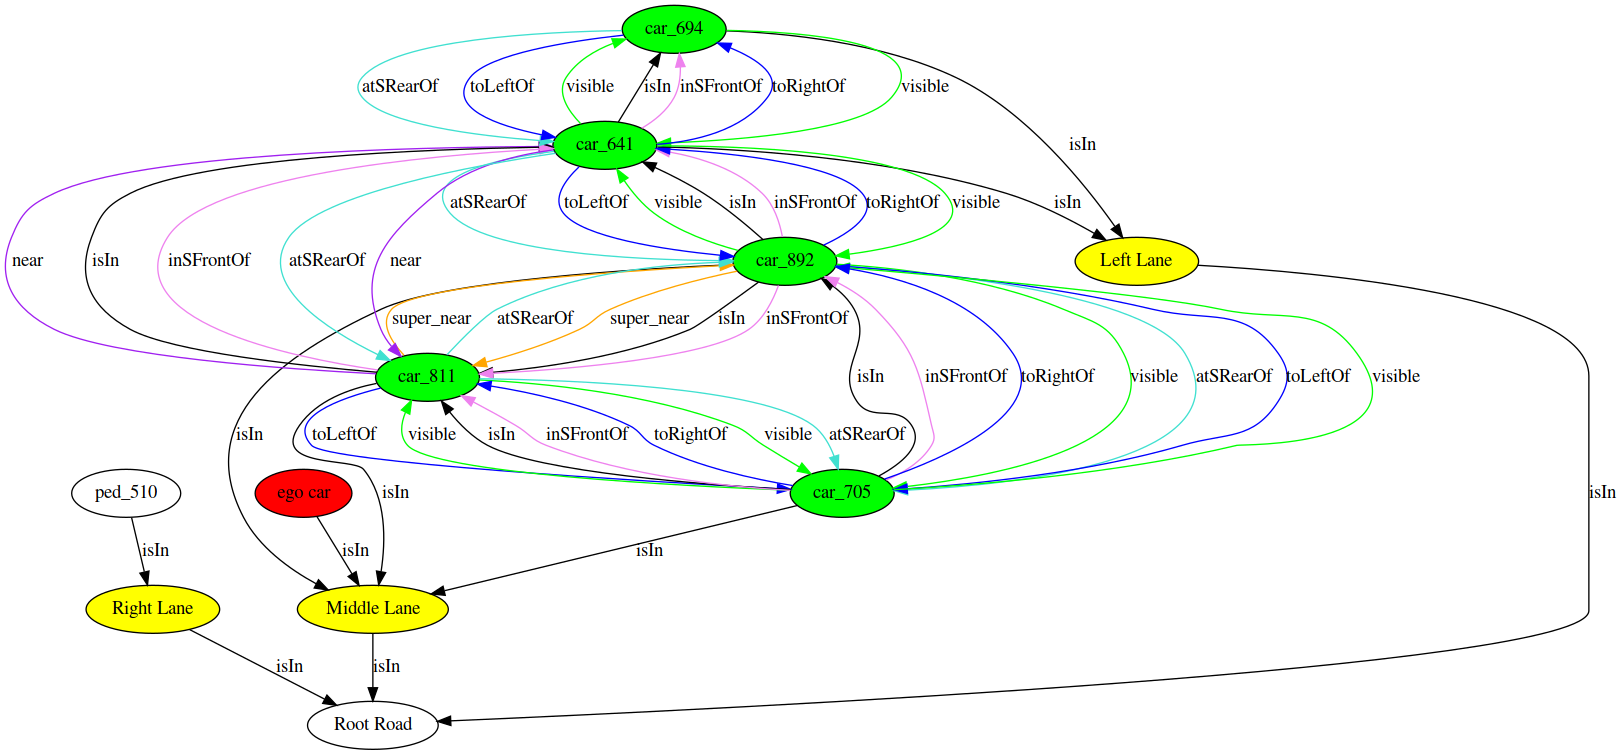 car_694
atSRearOf toLeftOf visible isIn inSFrontOf toRightOf visible
car_641
isIn
atSRearOf toLeftOf visible isIn inSFrontOf toRightOf visible isIn
near isIn inSFrontOf atSRearOf near car_892 Left Lane
super_near atSRearOf super_near isIn inSFrontOf
car_811 isIn inSFrontOf toRightOf visible atSRearOf toLeftOf visible
isIn toLeftOf visible isIn inSFrontOf toRightOf visible atSRearOf
ped_510 ego car isIn car_705 isIn
isIn isIn isIn
Right Lane Middle Lane
isIn isIn
Root Road